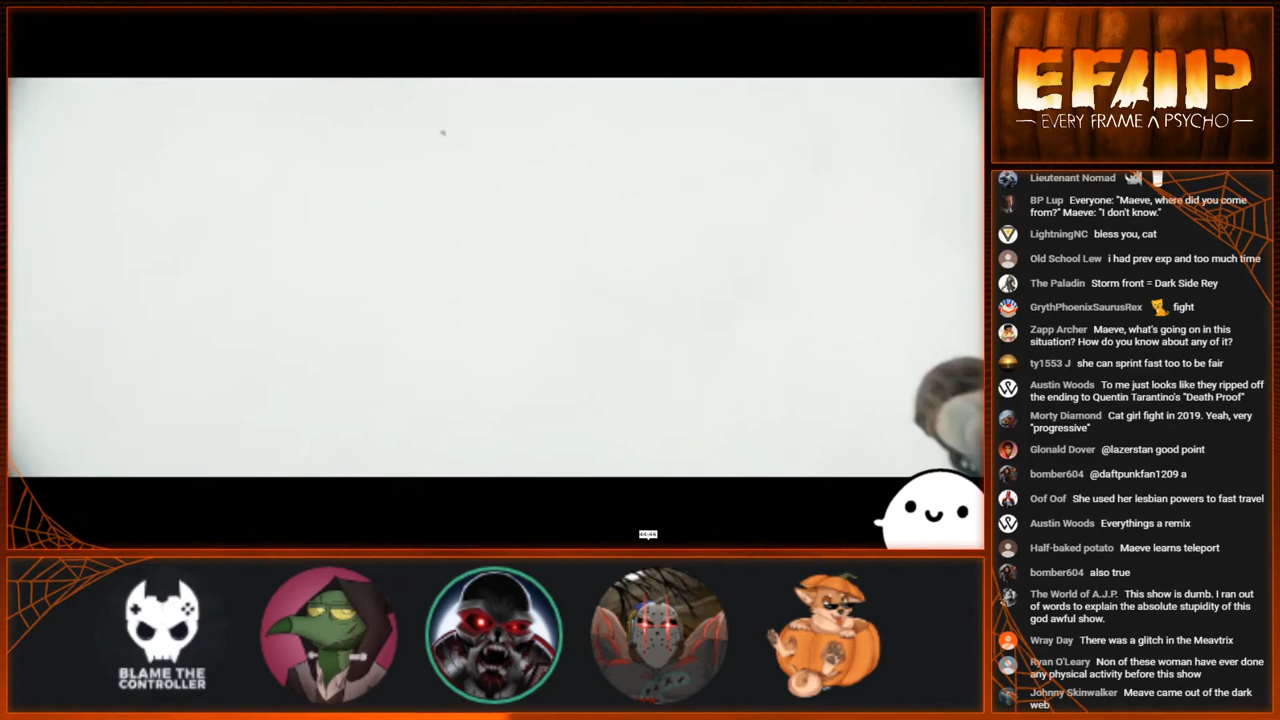 EFAP
EVERY FRAME A PSYCHO
Lieutenant Nomad
BP Lup Everyone: "Maeve, where did you come
from?" Maeve: "I don't know."
LightningNC bless you, cat
Old School Lew i had prev exp and too much time
The Paladin Storm front = Dark Side Rey
GrythPhoenixSaurusRex fight
Zapp Archer Maeve, what's going on in this
situation? How do you know about any of it?
ty1553 J she can sprint fast too to be fair
Austin Woods To me just looks like they ripped off
the ending to Quentin Tarantino's "Death Proof"
Morty Diamond Cat girl fight in 2019. Yeah, very
"progressive"
Glonald Dover @lazerstan good point
bomber604 @daftpunkfan1209 a
Oof Oof She used her lesbian powers to fast travel
Austin Woods Everythings a remix
Half-baked potato Maeve learns teleport
bomber604 also true
The World of A.J.P. This show is dumb. I ran out
of words to explain the absolute stupidity of this
god awful show.
Wray Day There was a glitch in the Meavtrix
Ryan O'Leary Non of these woman have ever done
any physical activity before this show
Johnny Skinwalker Meave came out of the dark
web
44:46
BLAME THE
CONTROLLER